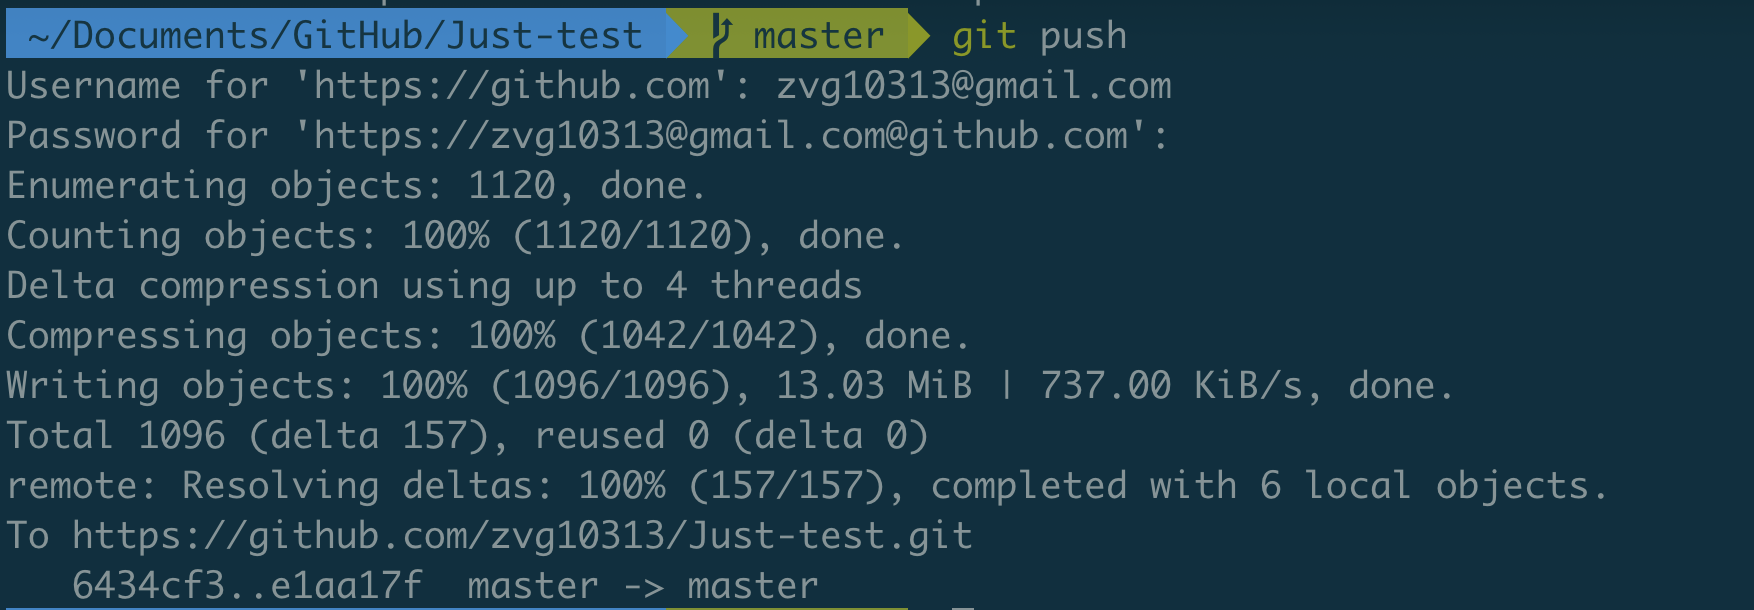 ~/Documents/GitHub/Just-test master git push
Username for 'https://github.com': zvg10313@gmail.com
Password for 'https://zvg10313@gmail.com@github.com':
Enumerating objects: 1120, done.
Counting objects: 100% (1120/1120), done.
Delta compression using up to 4 threads
Compressing objects: 100% (1042/1042), done.
Writing objects: 100% (1096/1096), 13.03 MiB | 737.00 KiB/s, done.
Total 1096 (delta 157), reused 0 (delta 0)
remote: Resolving deltas: 100% (157/157), completed with 6 local objects.
To https://github.com/zvg10313/Just-test.git
   6434cf3..e1aa17f  master -> master